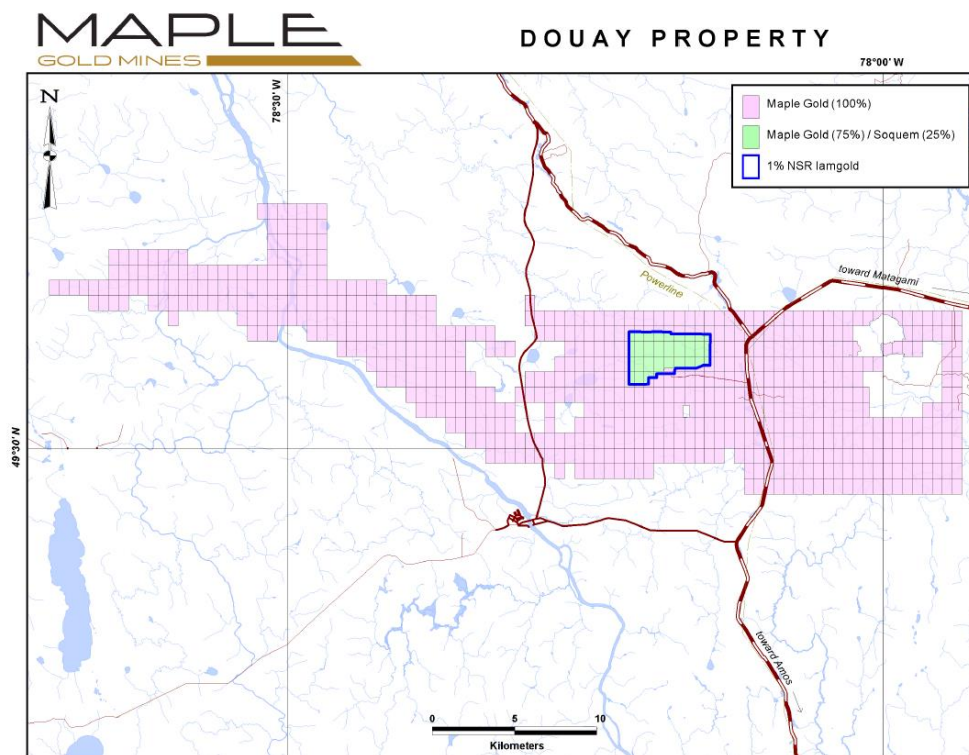 MAPLE
GOLD MINES
DOUAY PROPERTY
78°30' W
78°00' W
N
Maple Gold (100%)
Maple Gold (75%) / Soquem (25%)
1% NSR Iamgold
toward Matagami
Powerline
49°30' N
toward Amos
0 5 10
Kilometers